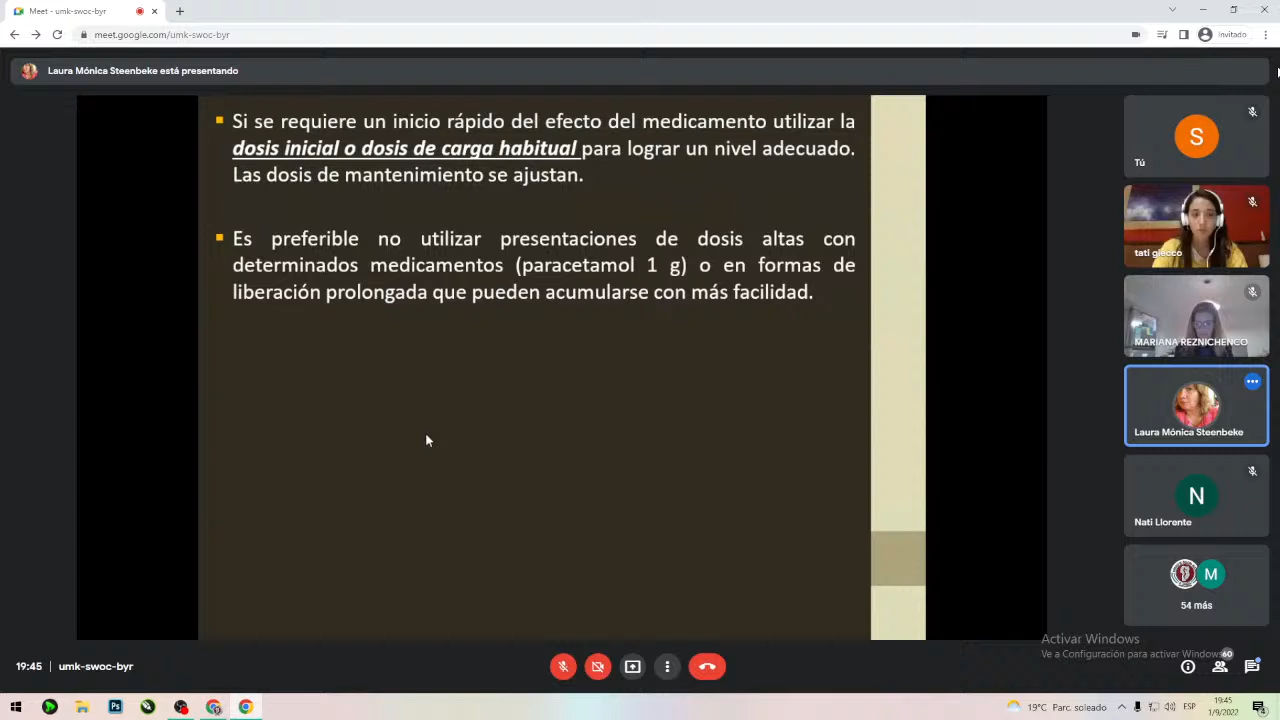 Meet - umk-swoc-byr
meet.google.com/umk-swoc-byr
Invitado
Laura Mónica Steenbeke está presentando
Si se requiere un inicio rápido del efecto del medicamento utilizar la
dosis inicial o dosis de carga habitual para lograr un nivel adecuado.
Las dosis de mantenimiento se ajustan.
Es preferible no utilizar presentaciones de dosis altas con
determinados medicamentos (paracetamol 1 g) o en formas de
liberación prolongada que pueden acumularse con más facilidad.
S
Tú
tati giecco
MARIANA REZNICHENCO
Laura Mónica Steenbeke
N
Nati Llorente
M
54 más
Activar Windows
Ve a Configuración para activar Windows.
60
19:45 | umk-swoc-byr
Ps
19°C Parc. soleado
ESP
19:45
1/9/2022
4